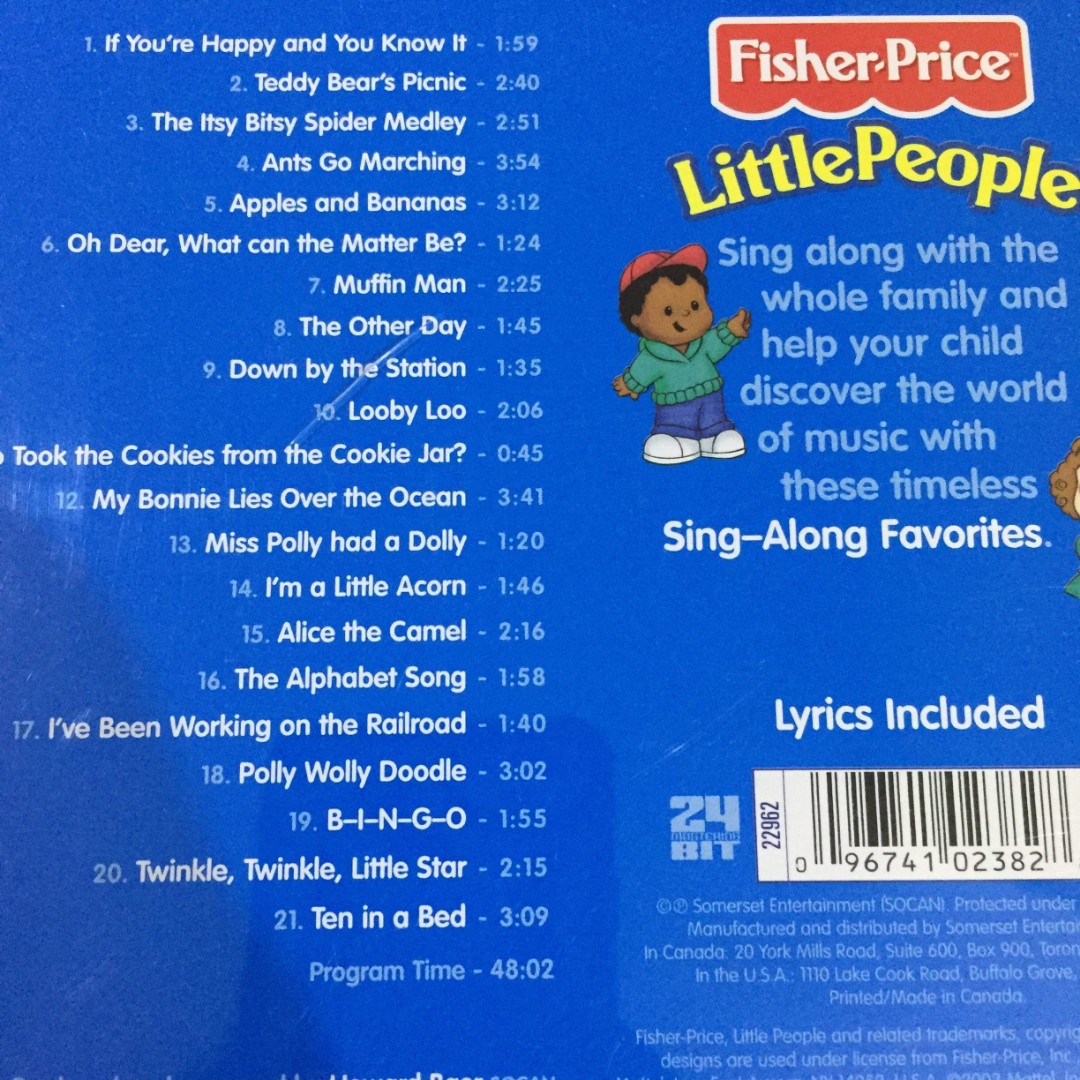 1. If You're Happy and You Know It - 1:59
2. Teddy Bear's Picnic - 2:40
3. The Itsy Bitsy Spider Medley - 2:51
4. Ants Go Marching - 3:54
5. Apples and Bananas - 3:12
6. Oh Dear, What can the Matter Be? - 1:24
7. Muffin Man - 2:25
8. The Other Day - 1:45
9. Down by the Station - 1:35
10. Looby Loo - 2:06
Took the Cookies from the Cookie Jar? - 0:45
12. My Bonnie Lies Over the Ocean - 3:41
13. Miss Polly had a Dolly - 1:20
14. I'm a Little Acorn - 1:46
15. Alice the Camel - 2:16
16. The Alphabet Song - 1:58
17. I've Been Working on the Railroad - 1:40
18. Polly Wolly Doodle - 3:02
19. B-I-N-G-O - 1:55
20. Twinkle, Twinkle, Little Star - 2:15
21. Ten in a Bed - 3:09
Program Time - 48:02
Fisher-Price™
Little People
Sing along with the
whole family and
help your child
discover the world
of music with
these timeless
Sing-Along Favorites.
Lyrics Included
24
MASTERING
BIT
22962
0 96741 02382
©℗ Somerset Entertainment (SOCAN). Protected under
Manufactured and distributed by Somerset
In Canada: 20 York Mills Road, Suite 600, Box 900,
In the U.S.A.: 1110 Lake Cook Road, Buffalo Grove,
Printed/Made in Canada.
Fisher-Price, Little People and related trademarks,
designs are used under license from Fisher-Price, Inc.